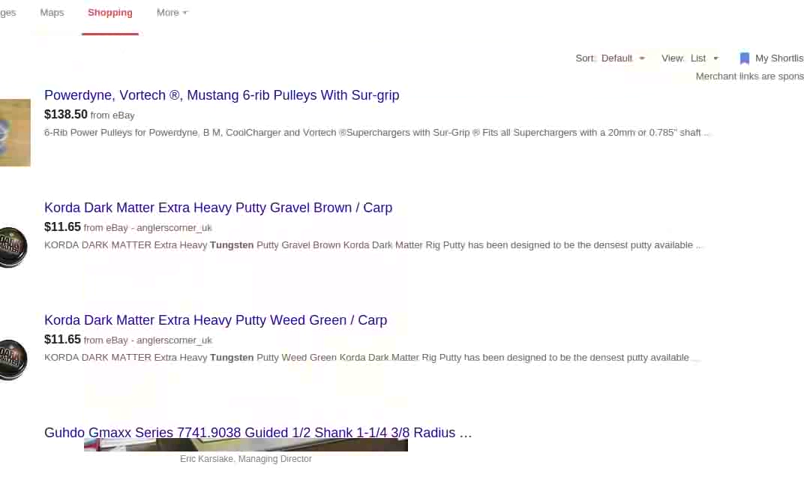 ges Maps Shopping More
Sort: Default View: List My Shortlis
Merchant links are spons
Powerdyne, Vortech ®, Mustang 6-rib Pulleys With Sur-grip
$138.50 from eBay
6-Rib Power Pulleys for Powerdyne, B M, CoolCharger and Vortech ®Superchargers with Sur-Grip ® Fits all Superchargers with a 20mm or 0.785" shaft ...
Korda Dark Matter Extra Heavy Putty Gravel Brown / Carp
$11.65 from eBay - anglerscorner_uk
KORDA DARK MATTER Extra Heavy Tungsten Putty Gravel Brown Korda Dark Matter Rig Putty has been designed to be the densest putty available ...
Korda Dark Matter Extra Heavy Putty Weed Green / Carp
$11.65 from eBay - anglerscorner_uk
KORDA DARK MATTER Extra Heavy Tungsten Putty Weed Green Korda Dark Matter Rig Putty has been designed to be the densest putty available ...
Guhdo Gmaxx Series 7741.9038 Guided 1/2 Shank 1-1/4 3/8 Radius …
Eric Karsiake, Managing Director